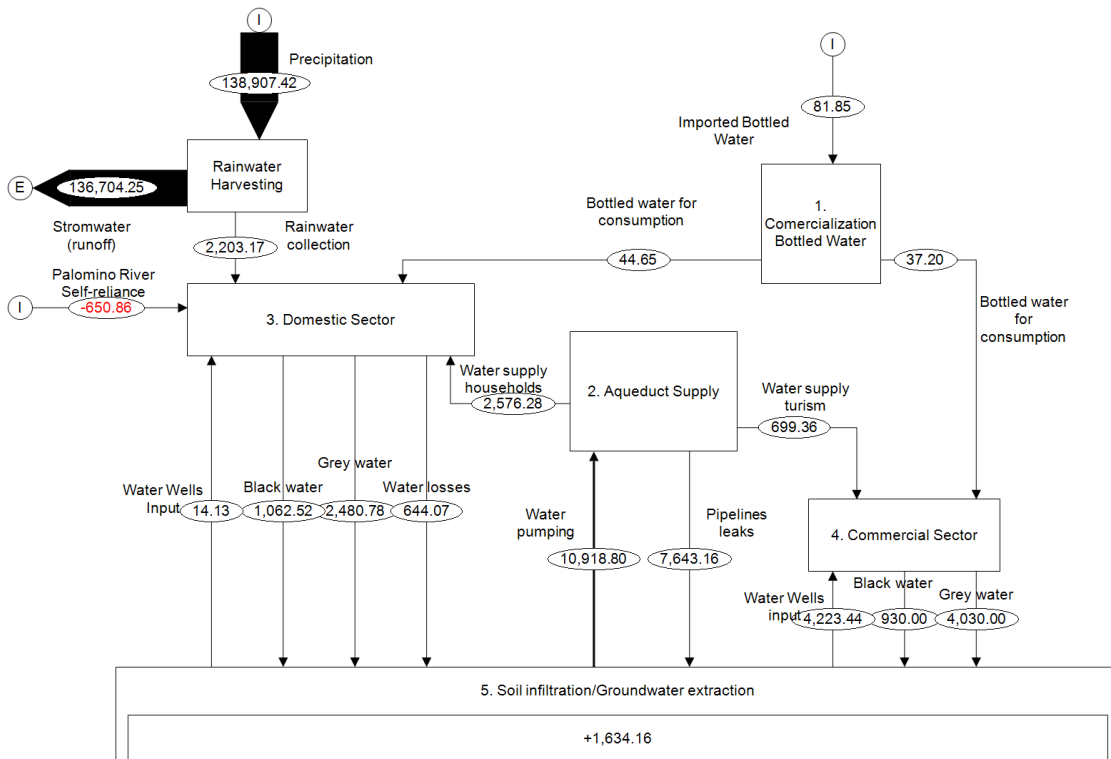 I
Precipitation
138,907.42
I
81.85
Imported Bottled
Water
Rainwater
Harvesting
E
136,704.25
Stromwater
(runoff)
Rainwater
collection
2,203.17
Bottled water for
consumption
1.
Comercialization
Bottled Water
44.65
37.20
Palomino River
Self-reliance
I
-650.86
3. Domestic Sector
Bottled water
for
consumption
Water supply
households
2,576.28
2. Aqueduct Supply
Water supply
turism
699.36
Water Wells
Input
14.13
Black water
1,062.52
Grey water
2,480.78
Water losses
644.07
Water
pumping
10,918.80
Pipelines
leaks
7,643.16
4. Commercial Sector
Water Wells
input
4,223.44
Black water
930.00
Grey water
4,030.00
5. Soil infiltration/Groundwater extraction
+1,634.16